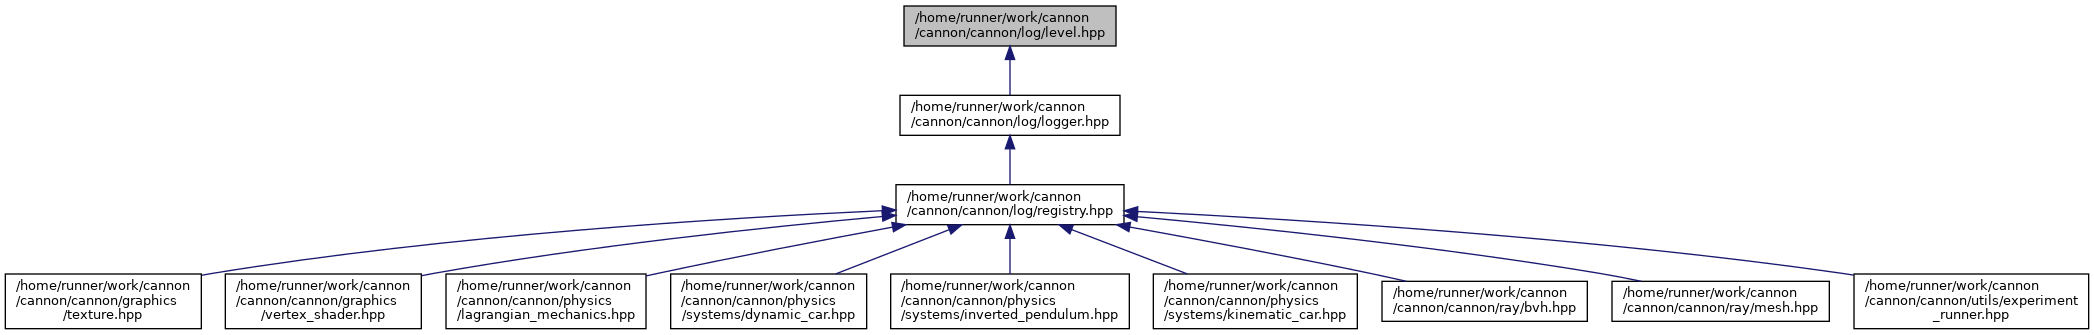 /home/runner/work/cannon
/cannon/cannon/log/level.hpp
/home/runner/work/cannon
/cannon/cannon/log/logger.hpp
/home/runner/work/cannon
/cannon/cannon/log/registry.hpp
/home/runner/work/cannon
/cannon/cannon/graphics
/texture.hpp
/home/runner/work/cannon
/cannon/cannon/graphics
/vertex_shader.hpp
/home/runner/work/cannon
/cannon/cannon/physics
/lagrangian_mechanics.hpp
/home/runner/work/cannon
/cannon/cannon/physics
/systems/dynamic_car.hpp
/home/runner/work/cannon
/cannon/cannon/physics
/systems/inverted_pendulum.hpp
/home/runner/work/cannon
/cannon/cannon/physics
/systems/kinematic_car.hpp
/home/runner/work/cannon
/cannon/cannon/ray/bvh.hpp
/home/runner/work/cannon
/cannon/cannon/ray/mesh.hpp
/home/runner/work/cannon
/cannon/cannon/utils/experiment
_runner.hpp